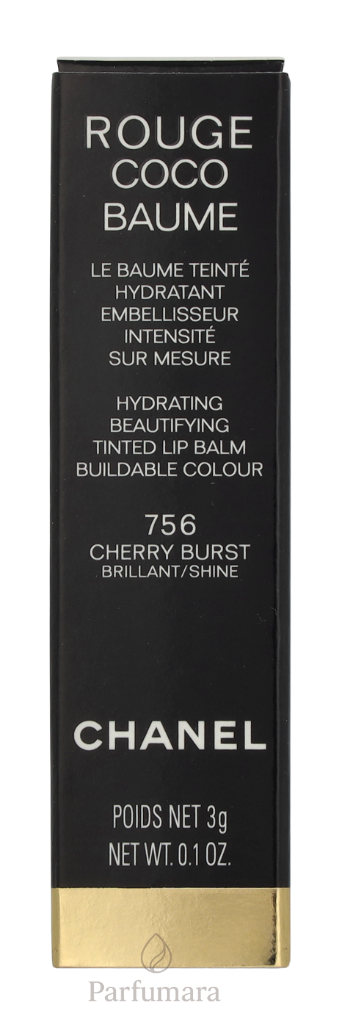 ROUGE
COCO
BAUME
LE BAUME TEINTÉ
HYDRATANT
EMBELLISSEUR
INTENSITÉ
SUR MESURE
HYDRATING
BEAUTIFYING
TINTED LIP BALM
BUILDABLE COLOUR
756
CHERRY BURST
BRILLANT/SHINE
CHANEL
POIDS NET 3g
NET WT. 0.1 OZ.
Parfumara